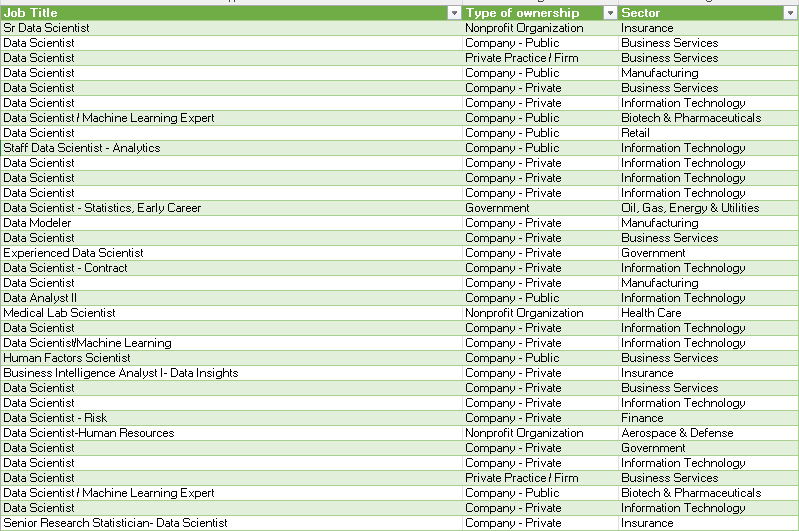 Job Title Type of ownership Sector
Sr Data Scientist Nonprofit Organization Insurance
Data Scientist Company - Public Business Services
Data Scientist Private Practice / Firm Business Services
Data Scientist Company - Public Manufacturing
Data Scientist Company - Private Business Services
Data Scientist Company - Private Information Technology
Data Scientist / Machine Learning Expert Company - Public Biotech & Pharmaceuticals
Data Scientist Company - Public Retail
Staff Data Scientist - Analytics Company - Public Information Technology
Data Scientist Company - Private Information Technology
Data Scientist Company - Private Information Technology
Data Scientist Company - Private Information Technology
Data Scientist - Statistics, Early Career Government Oil, Gas, Energy & Utilities
Data Modeler Company - Private Manufacturing
Data Scientist Company - Private Business Services
Experienced Data Scientist Company - Private Government
Data Scientist - Contract Company - Private Information Technology
Data Scientist Company - Private Manufacturing
Data Analyst II Company - Public Information Technology
Medical Lab Scientist Nonprofit Organization Health Care
Data Scientist Company - Private Information Technology
Data Scientist/Machine Learning Company - Private Information Technology
Human Factors Scientist Company - Public Business Services
Business Intelligence Analyst I- Data Insights Company - Private Insurance
Data Scientist Company - Private Business Services
Data Scientist Company - Private Information Technology
Data Scientist - Risk Company - Private Finance
Data Scientist-Human Resources Nonprofit Organization Aerospace & Defense
Data Scientist Company - Private Government
Data Scientist Company - Private Information Technology
Data Scientist Private Practice / Firm Business Services
Data Scientist / Machine Learning Expert Company - Public Biotech & Pharmaceuticals
Data Scientist Company - Private Information Technology
Senior Research Statistician- Data Scientist Company - Private Insurance